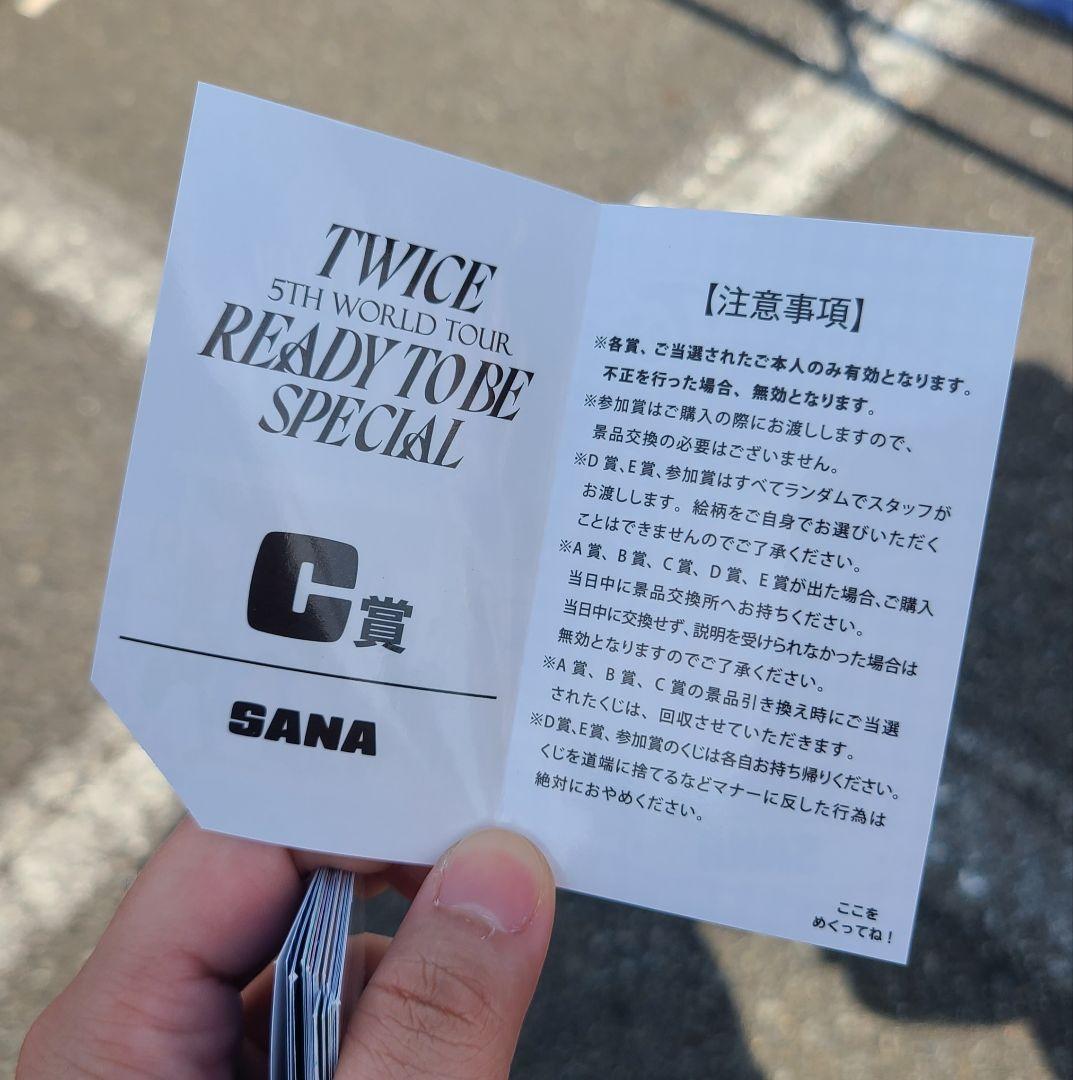 TWICE
5TH WORLD TOUR
READY TO BE
SPECIAL
C賞
SANA
【注意事項】
※各賞、ご当選されたご本人のみ有効となります。
不正を行った場合、無効となります。
※参加賞はご購入の際にお渡ししますので、
景品交換の必要はございません。
※D賞、E賞、参加賞はすべてランダムでスタッフが
お渡しします。絵柄をご自身でお選びいただく
ことはできませんのでご了承ください。
※A賞、B賞、C賞、D賞、E賞が出た場合、ご購入
当日中に景品交換所へお持ちください。
当日中に交換せず、説明を受けられなかった場合は
無効となりますのでご了承ください。
※A賞、B賞、C賞の景品引き換え時にご当選
されたくじは、回収させていただきます。
※D賞、E賞、参加賞のくじは各自お持ち帰りください。
くじを道端に捨てるなどマナーに反した行為は
絶対におやめください。
ここを
めくってね！